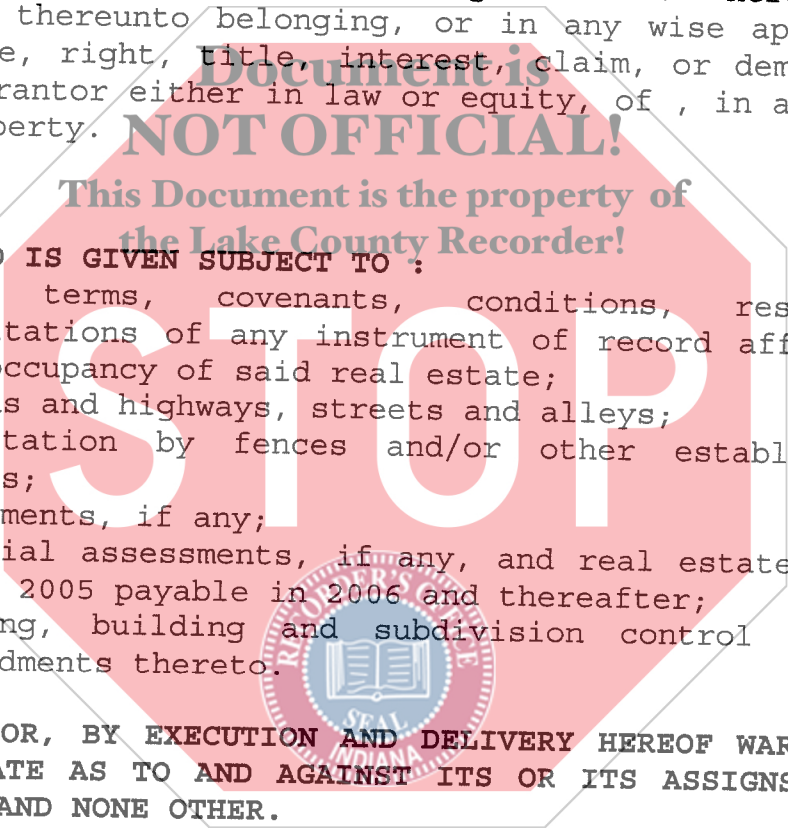 thereunto belonging, or in any wise ap
e, right, title, interest, claim, or dem
rantor either in law or equity, of , in a
perty.
Document is
NOT OFFICIAL!
This Document is the property of
the Lake County Recorder!
IS GIVEN SUBJECT TO :
terms, covenants, conditions, res
tations of any instrument of record aff
occupancy of said real estate;
s and highways, streets and alleys;
tation by fences and/or other establ
s;
ments, if any;
ial assessments, if any, and real estate
2005 payable in 2006 and thereafter;
ng, building and subdivision control
dments thereto.
STOP
RECORDER'S OFFICE
SEAL
INDIANA
OR, BY EXECUTION AND DELIVERY HEREOF WAR
ATE AS TO AND AGAINST ITS OR ITS ASSIGNS
AND NONE OTHER.